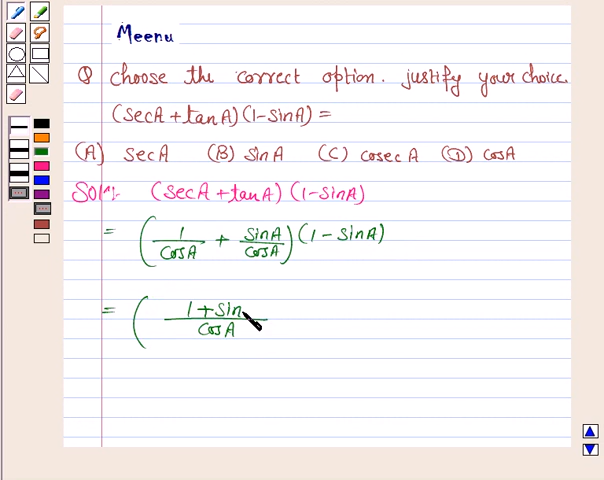 Meenu
Q choose the correct option. justify your choice.
(secA + tanA) (1-sinA) =
(A) secA (B) sinA (C) cosec A (D) cosA
Soln: (secA + tanA) (1-sinA)
= (1/cosA + sinA/cosA) (1 - sinA)
= ( 1 + sin/cosA